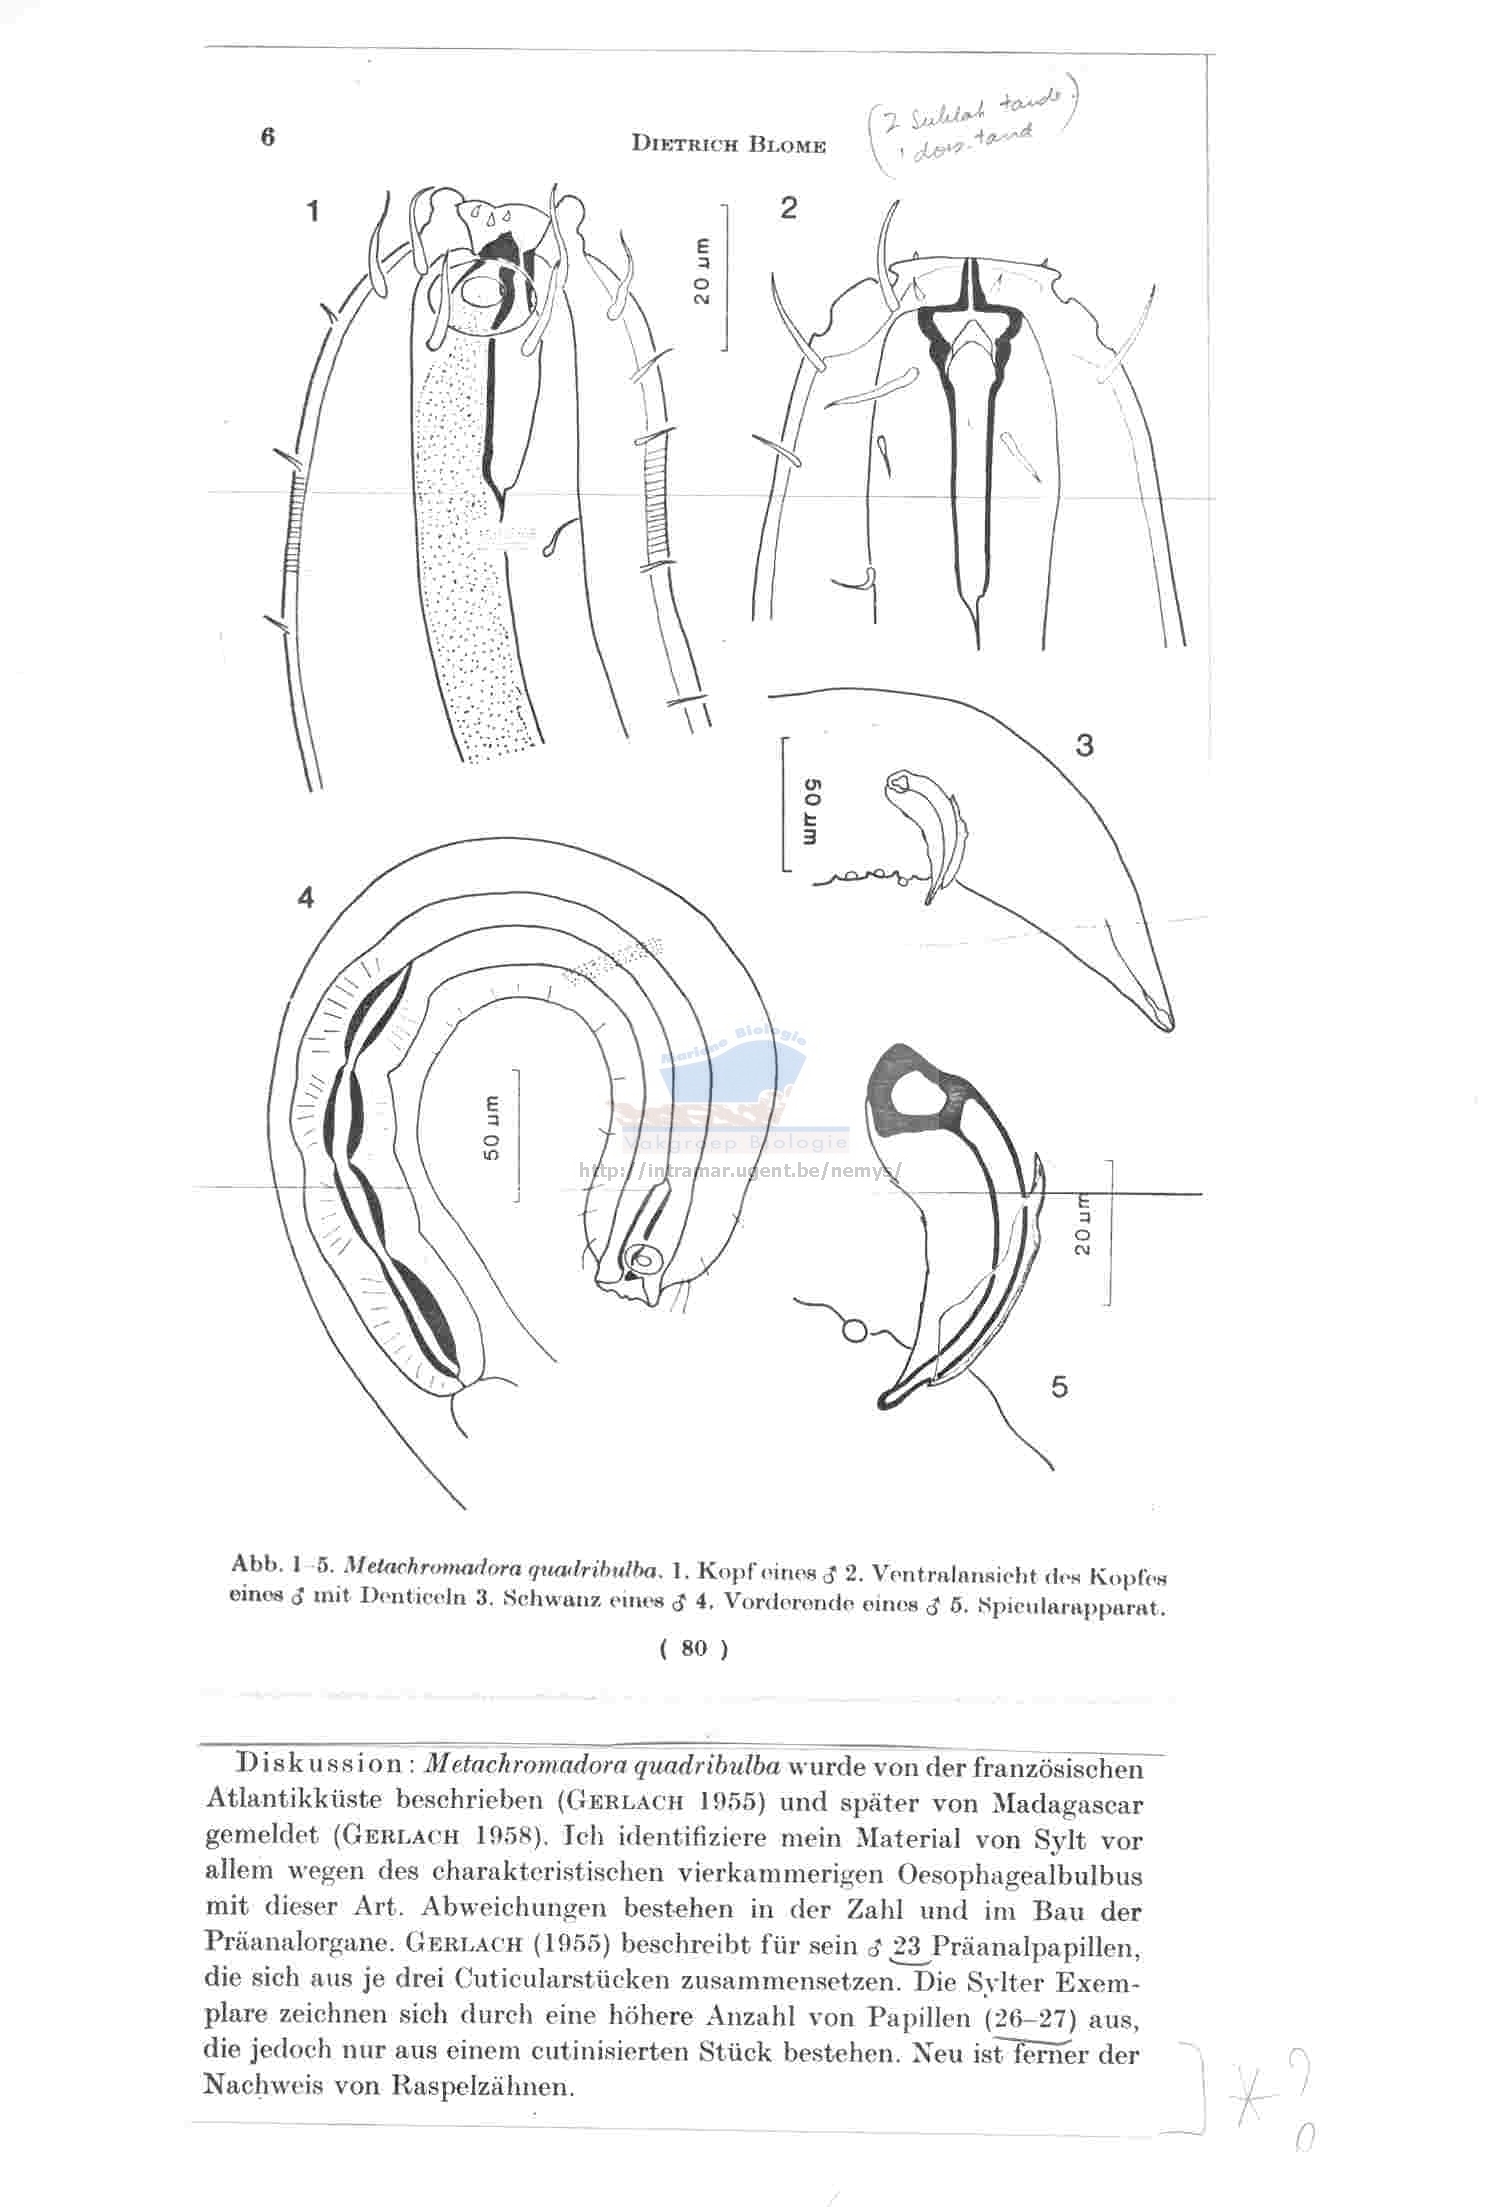 6
DIETRICH BLOME
dors. tand
1
20 µm
2
3
50 µm
4
50 µm
Mariene Biologie
Vakgroep Biologie
http://intramar.ugent.be/nemys/
20 µm
5
Abb. 1–5. Metachromadora quadribulba. 1. Kopf eines ♂ 2. Ventralansicht des Kopfes
eines ♂ mit Denticeln 3. Schwanz eines ♂ 4. Vorderende eines ♂ 5. Spicularapparat.
( 80 )
Diskussion: Metachromadora quadribulba wurde von der französischen
Atlantikküste beschrieben (GERLACH 1955) und später von Madagascar
gemeldet (GERLACH 1958). Ich identifiziere mein Material von Sylt vor
allem wegen des charakteristischen vierkammerigen Oesophagealbulbus
mit dieser Art. Abweichungen bestehen in der Zahl und im Bau der
Präanalorgane. GERLACH (1955) beschreibt für sein ♂ 23 Präanalpapillen,
die sich aus je drei Cuticularstücken zusammensetzen. Die Sylter Exem-
plare zeichnen sich durch eine höhere Anzahl von Papillen (26–27) aus,
die jedoch nur aus einem cutinisierten Stück bestehen. Neu ist ferner der
Nachweis von Raspelzähnen.
* ?